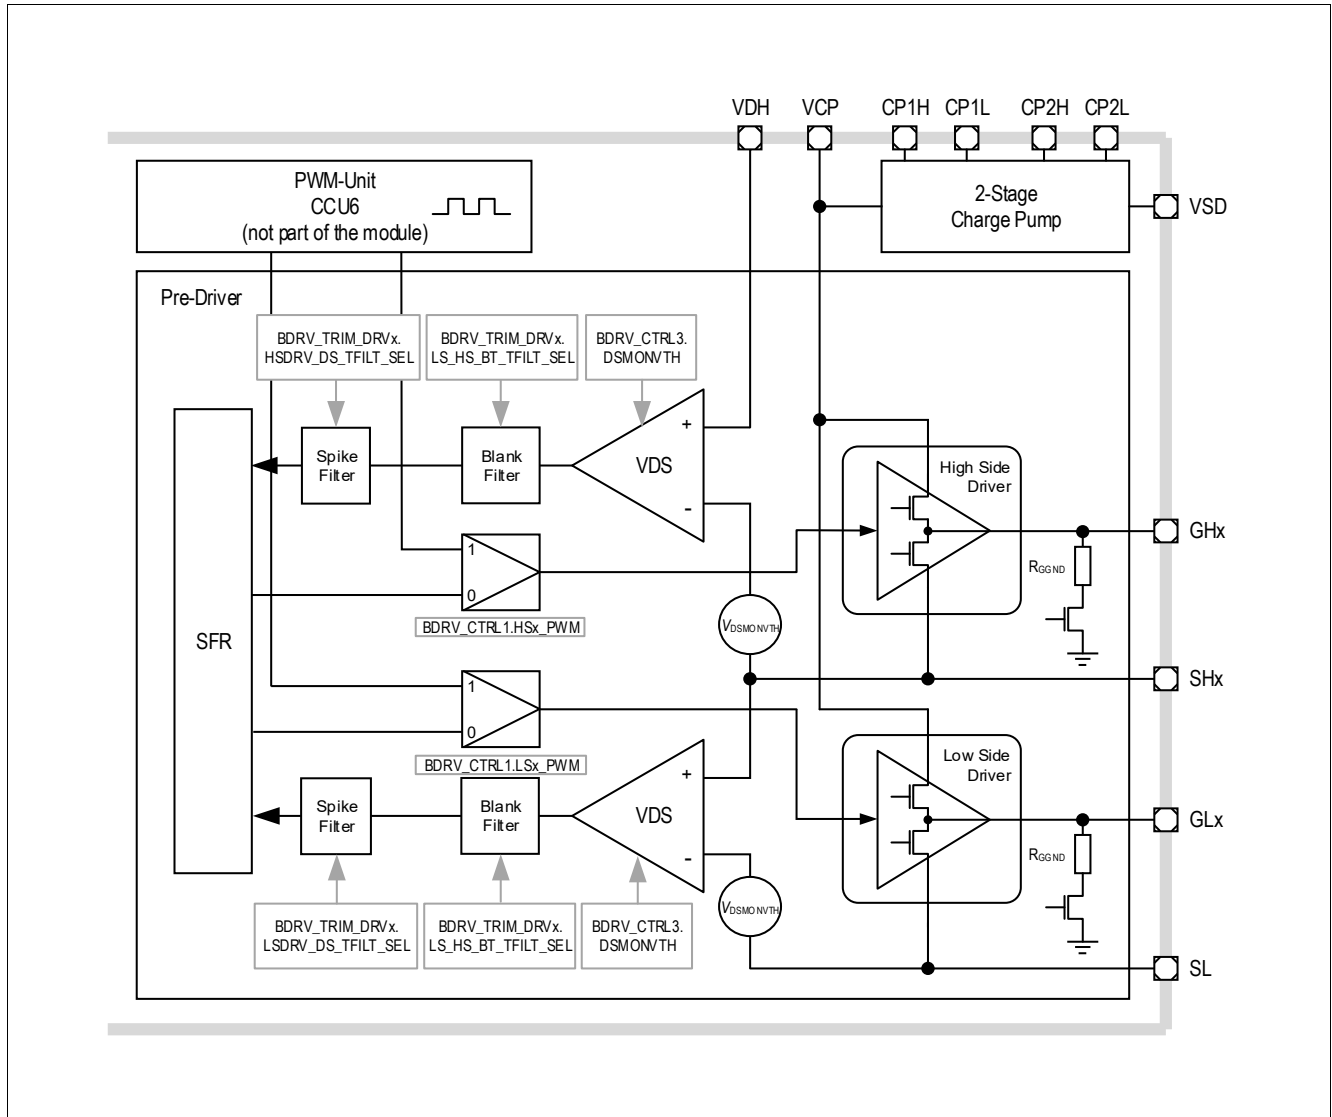 VDH
VCP
CP1H
CP1L
CP2H
CP2L
PWM-Unit
CCU6
(not part of the module)
2-Stage
Charge Pump
VSD
Pre-Driver
BDRV_TRIM_DRVx.
HSDRV_DS_TFILT_SEL
BDRV_TRIM_DRVx.
LS_HS_BT_TFILT_SEL
BDRV_CTRL3.
DSMONVTH
Spike
Filter
Blank
Filter
+
VDS
-
High Side
Driver
GHx
RGGND
1
0
BDRV_CTRL1.HSx_PWM
VDSMONVTH
SFR
SHx
1
0
BDRV_CTRL1.LSx_PWM
Low Side
Driver
Spike
Filter
Blank
Filter
+
VDS
-
GLx
RGGND
VDSMONVTH
BDRV_TRIM_DRVx.
LSDRV_DS_TFILT_SEL
BDRV_TRIM_DRVx.
LS_HS_BT_TFILT_SEL
BDRV_CTRL3.
DSMONVTH
SL